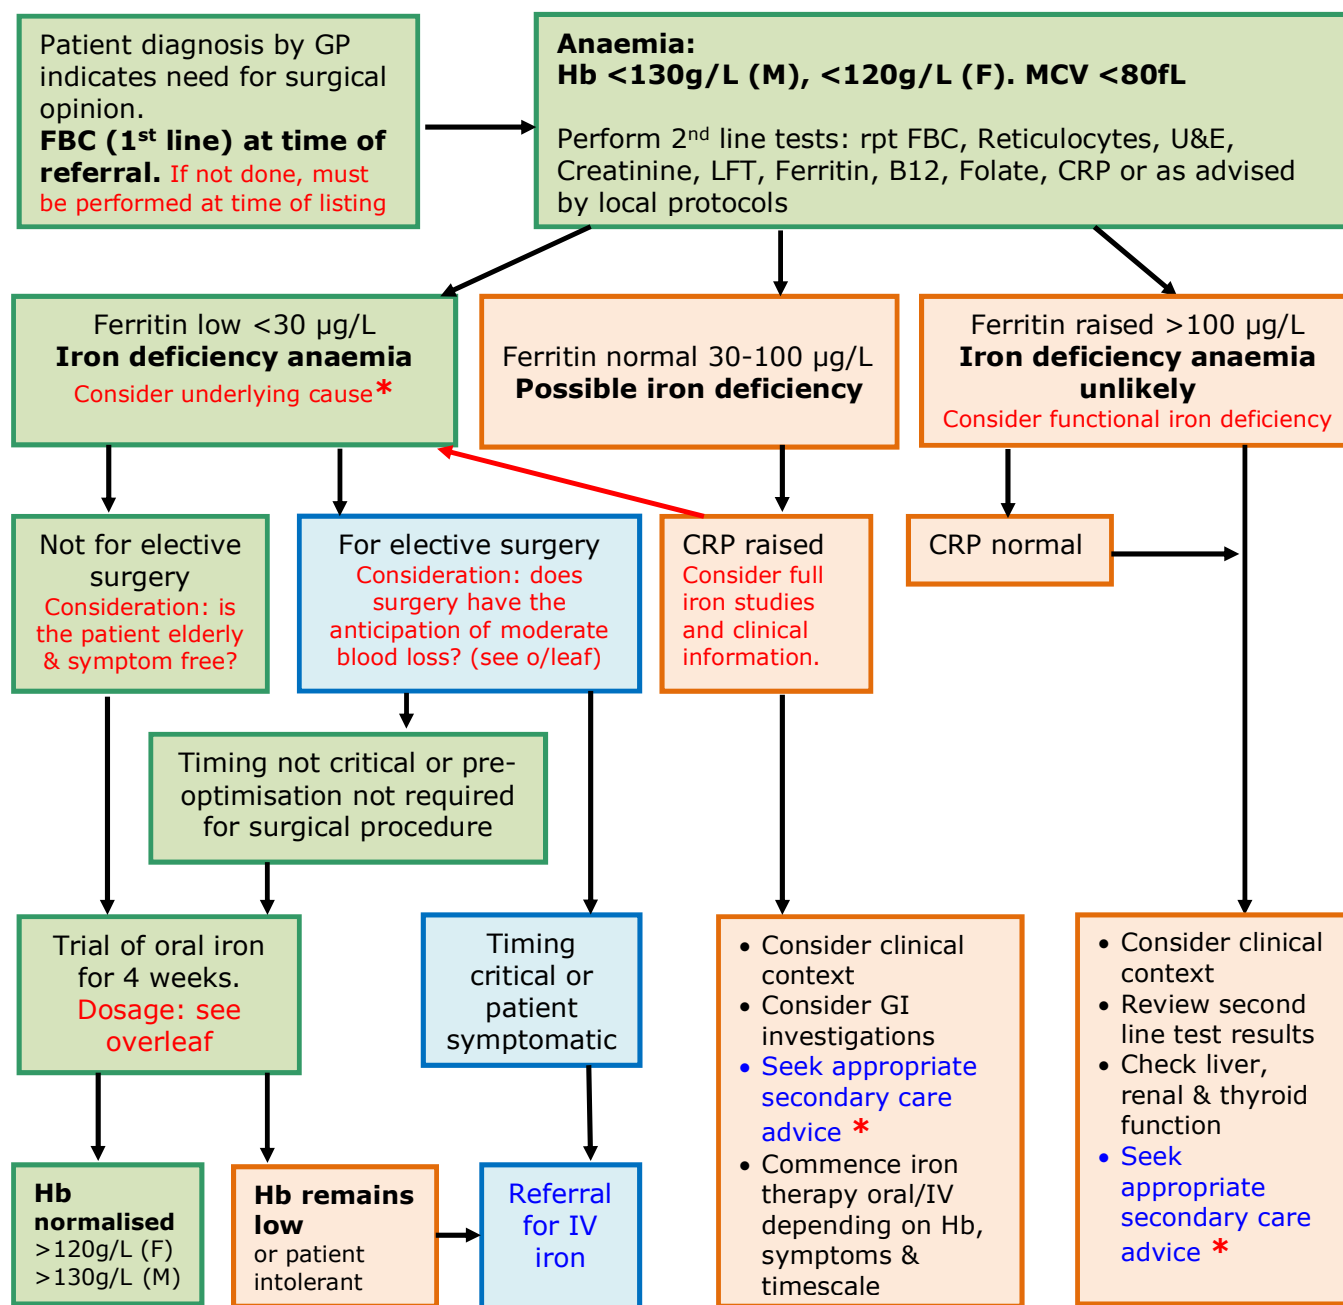 Patient diagnosis by GP
indicates need for surgical
opinion.
FBC (1st line) at time of
referral. If not done, must
be performed at time of listing
Anaemia:
Hb <130g/L (M), <120g/L (F). MCV <80fL
Perform 2nd line tests: rpt FBC, Reticulocytes, U&E,
Creatinine, LFT, Ferritin, B12, Folate, CRP or as advised
by local protocols
Ferritin low <30 µg/L
Iron deficiency anaemia
Consider underlying cause*
Ferritin normal 30-100 µg/L
Possible iron deficiency
Ferritin raised >100 µg/L
Iron deficiency anaemia
unlikely
Consider functional iron deficiency
Not for elective
surgery
Consideration: is
the patient elderly
& symptom free?
For elective surgery
Consideration: does
surgery have the
anticipation of moderate
blood loss? (see o/leaf)
CRP raised
Consider full
iron studies
and clinical
information.
CRP normal
Timing not critical or pre-
optimisation not required
for surgical procedure
Trial of oral iron
for 4 weeks.
Dosage: see
overleaf
Timing
critical or
patient
symptomatic
• Consider clinical
context
• Consider GI
investigations
• Seek appropriate
secondary care
advice *
• Commence iron
therapy oral/IV
depending on Hb,
symptoms &
timescale
• Consider clinical
context
• Review second
line test results
• Check liver,
renal & thyroid
function
• Seek
appropriate
secondary care
advice *
Hb
normalised
>120g/L (F)
>130g/L (M)
Hb remains
low
or patient
intolerant
Referral
for IV
iron